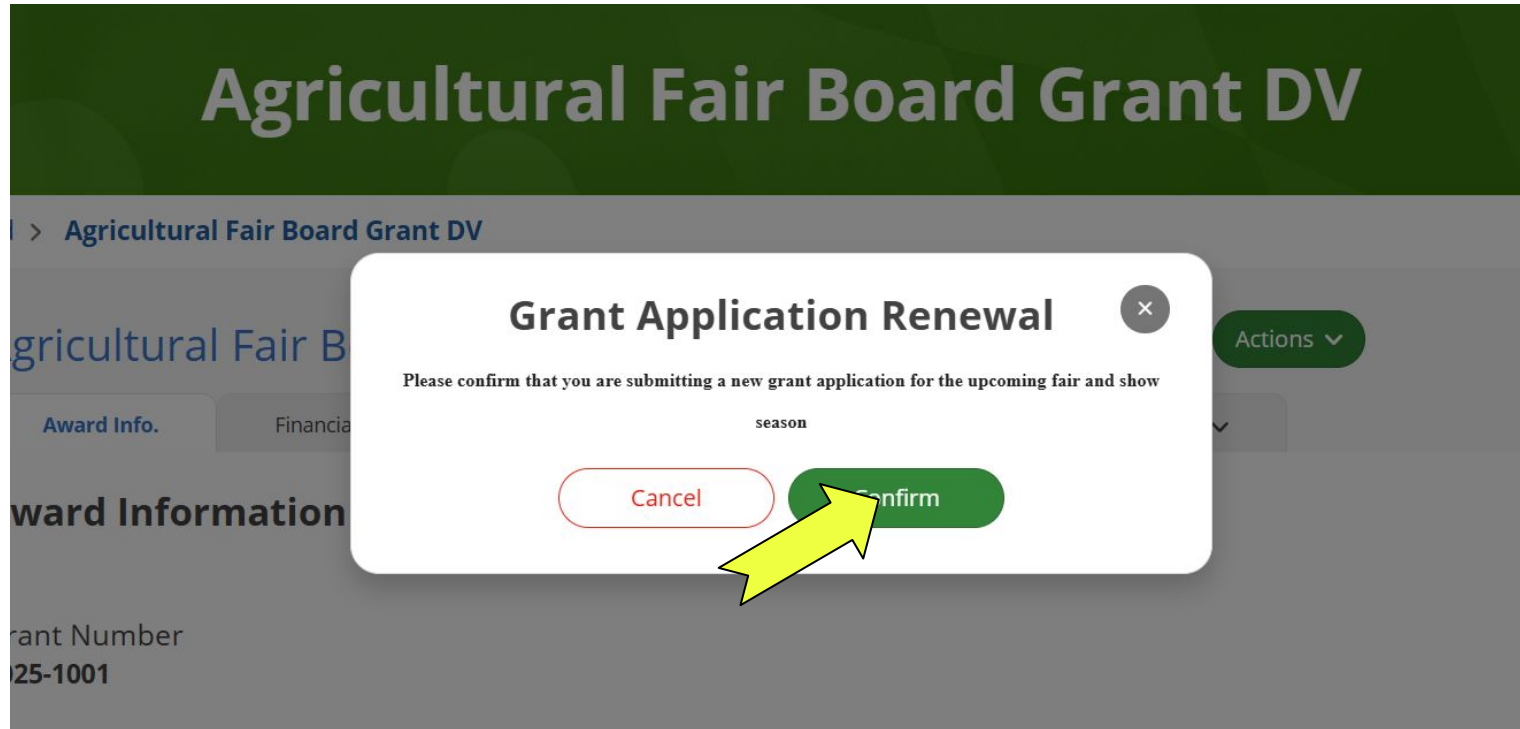 Agricultural Fair Board Grant DV
> Agricultural Fair Board Grant DV
Grant Application Renewal
gricultural Fair B
Actions
Please confirm that you are submitting a new grant application for the upcoming fair and show
season
Award Info.
Financia
Cancel
Confirm
ward Information
rant Number
025-1001